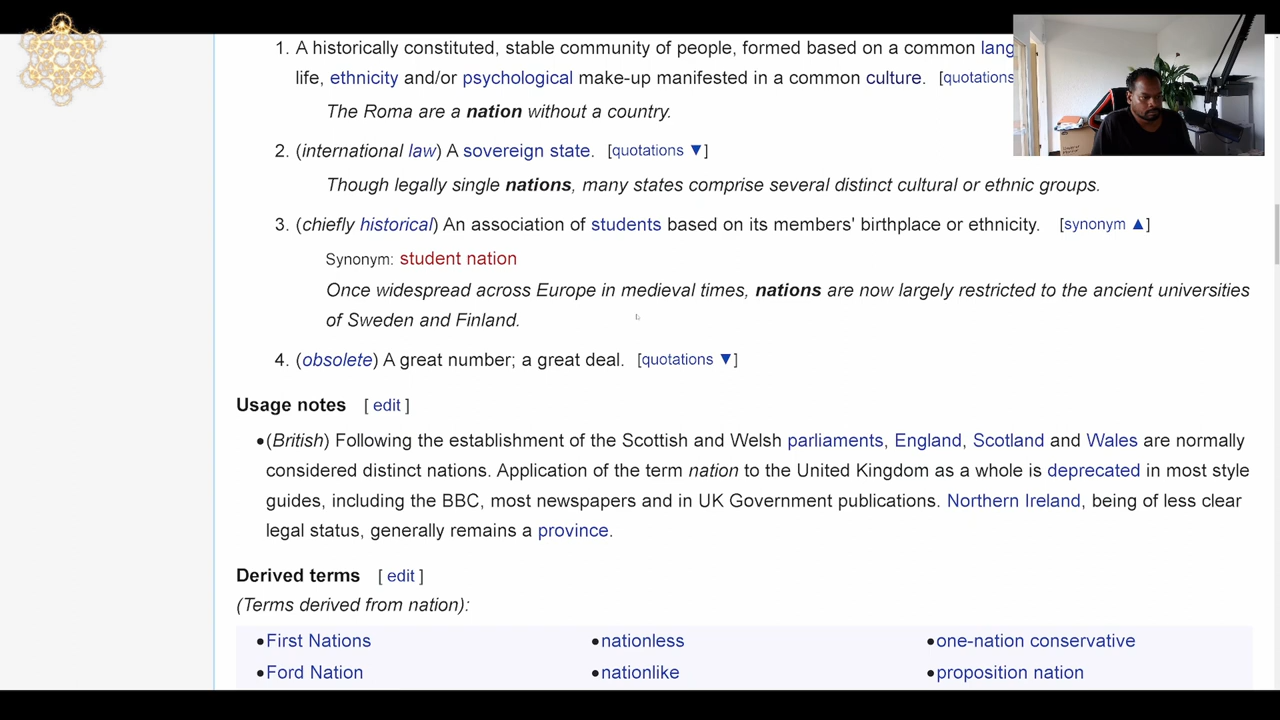 1. A historically constituted, stable community of people, formed based on a common lang
life, ethnicity and/or psychological make-up manifested in a common culture. [quotations
The Roma are a nation without a country.
2. (international law) A sovereign state. [quotations ▼]
Though legally single nations, many states comprise several distinct cultural or ethnic groups.
3. (chiefly historical) An association of students based on its members' birthplace or ethnicity. [synonym ▲]
Synonym: student nation
Once widespread across Europe in medieval times, nations are now largely restricted to the ancient universities
of Sweden and Finland.
4. (obsolete) A great number; a great deal. [quotations ▼]
Usage notes [ edit ]
•(British) Following the establishment of the Scottish and Welsh parliaments, England, Scotland and Wales are normally
considered distinct nations. Application of the term nation to the United Kingdom as a whole is deprecated in most style
guides, including the BBC, most newspapers and in UK Government publications. Northern Ireland, being of less clear
legal status, generally remains a province.
Derived terms [ edit ]
(Terms derived from nation):
•First Nations •nationless •one-nation conservative
•Ford Nation •nationlike •proposition nation